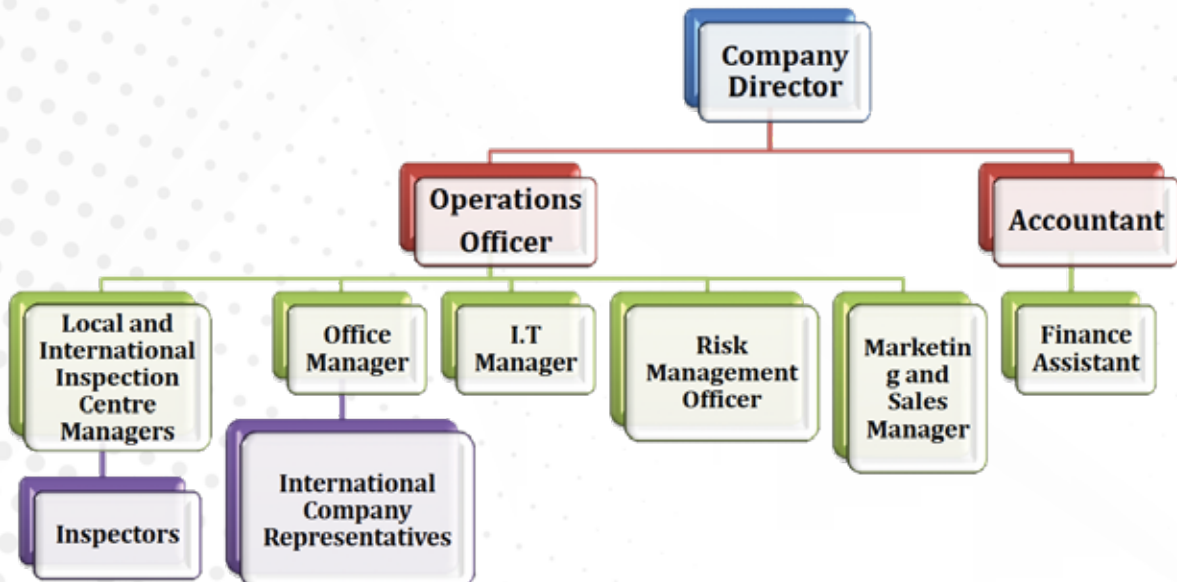 Company
Director
Operations
Officer
Accountant
Local and
International
Inspection
Centre
Managers
Office
Manager
I.T
Manager
Risk
Management
Officer
Marketin
g and
Sales
Manager
Finance
Assistant
Inspectors
International
Company
Representatives